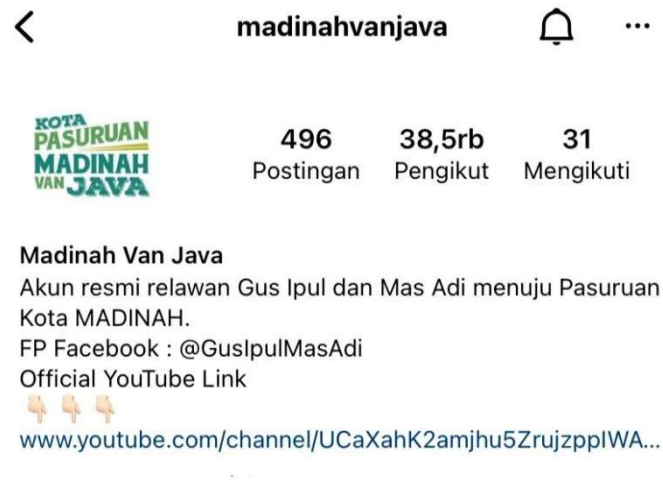 madinahvanjava
KOTA
PASURUAN
MADINAH
VAN JAVA
496
Postingan
38,5rb
Pengikut
31
Mengikuti
Madinah Van Java
Akun resmi relawan Gus Ipul dan Mas Adi menuju Pasuruan
Kota MADINAH.
FP Facebook : @GusIpulMasAdi
Official YouTube Link
👇🏻 👇🏻 👇🏻
www.youtube.com/channel/UCaXahK2amjhu5ZrujzppIWA...